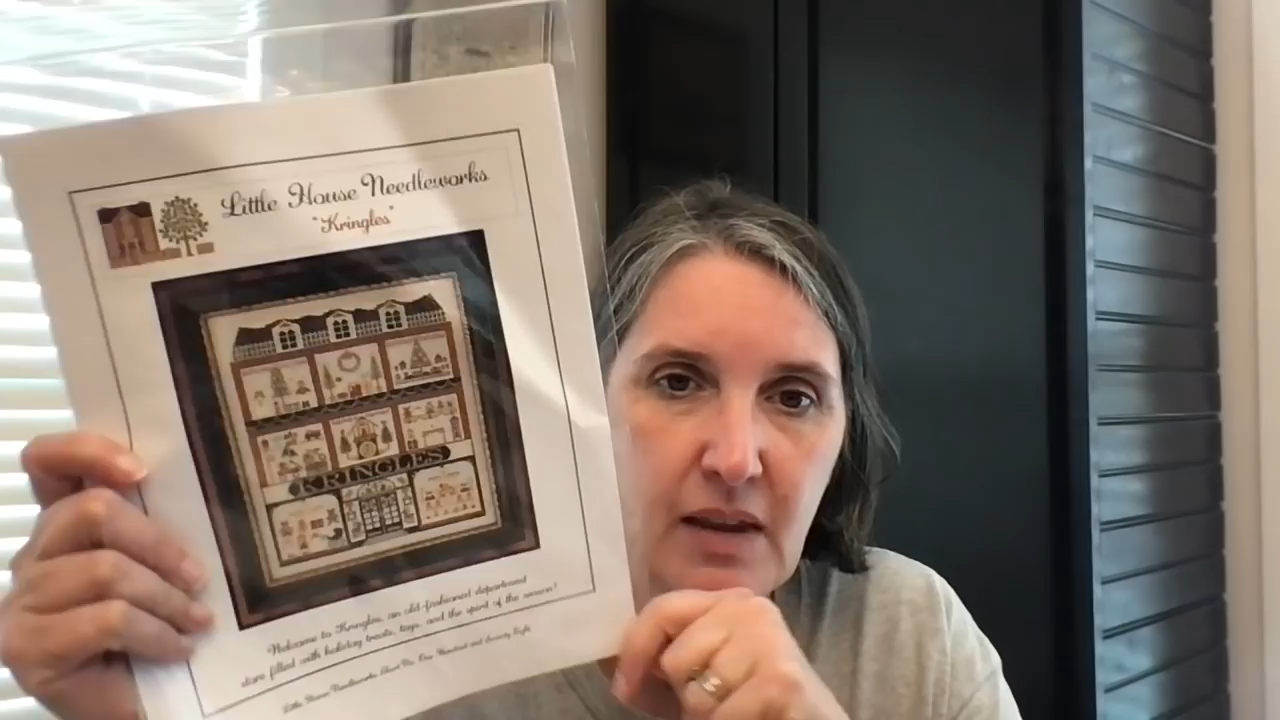 Little House Needleworks
"Kringles"
KRINGLES
Welcome to Kringles, an old-fashioned department
store filled with holiday treats, toys, and the spirit of the season!
Little House Needleworks Chart No. One Hundred and Seventy Eight